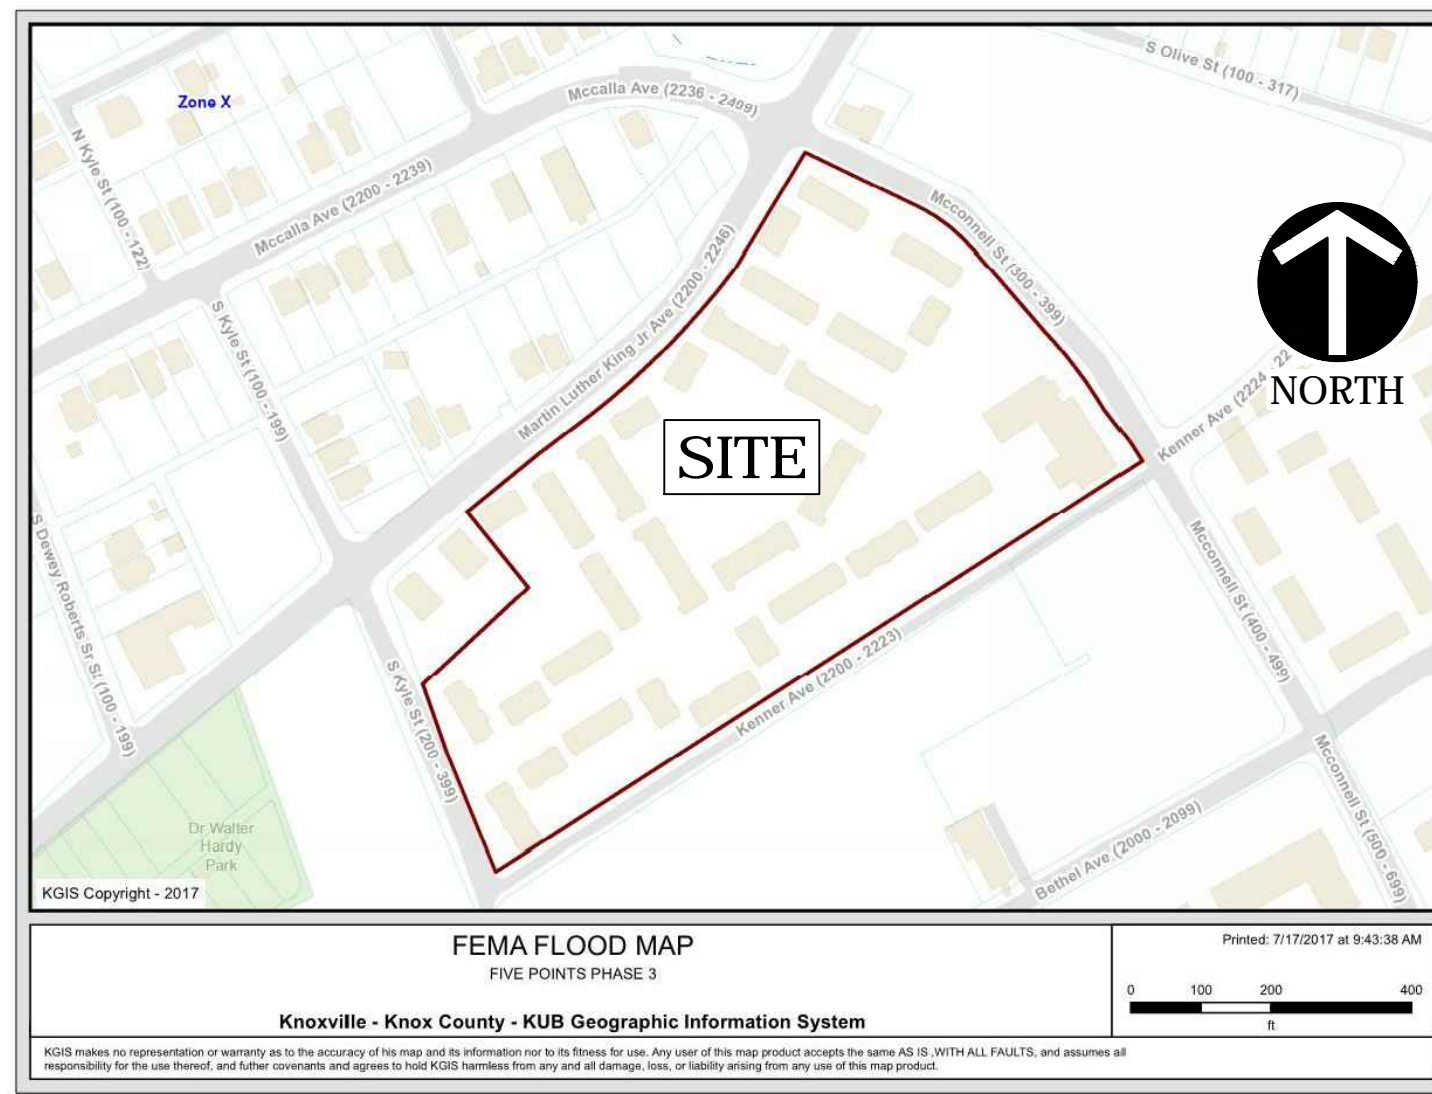 S Olive St (100 - 317)
Mccalla Ave (2236 - 2499)
Zone X
N Kyle St (100 - 122)
Mccalla Ave (2200 - 2239)
Mcconnell St (300 - 399)
Martin Luther King Jr Ave (2200 - 2246)
S Kyle St (100 - 199)
Kenner Ave (2224 - 22
NORTH
SITE
S Dewey Roberts Sr St (100 - 199)
Mcconnell St (400 - 499)
S Kyle St (200 - 399)
Kenner Ave (2200 - 2223)
Mcconnell St (500 - 699)
Bethel Ave (2000 - 2099)
Dr Walter
Hardy
Park
KGIS Copyright - 2017
FEMA FLOOD MAP
FIVE POINTS PHASE 3
Knoxville - Knox County - KUB Geographic Information System
Printed: 7/17/2017 at 9:43:38 AM
0 100 200 400
ft
KGIS makes no representation or warranty as to the accuracy of his map and its information nor to its fitness for use. Any user of this map product accepts the same AS IS ,WITH ALL FAULTS, and assumes all
responsibility for the use thereof, and futher covenants and agrees to hold KGIS harmless from any and all damage, loss, or liability arising from any use of this map product.